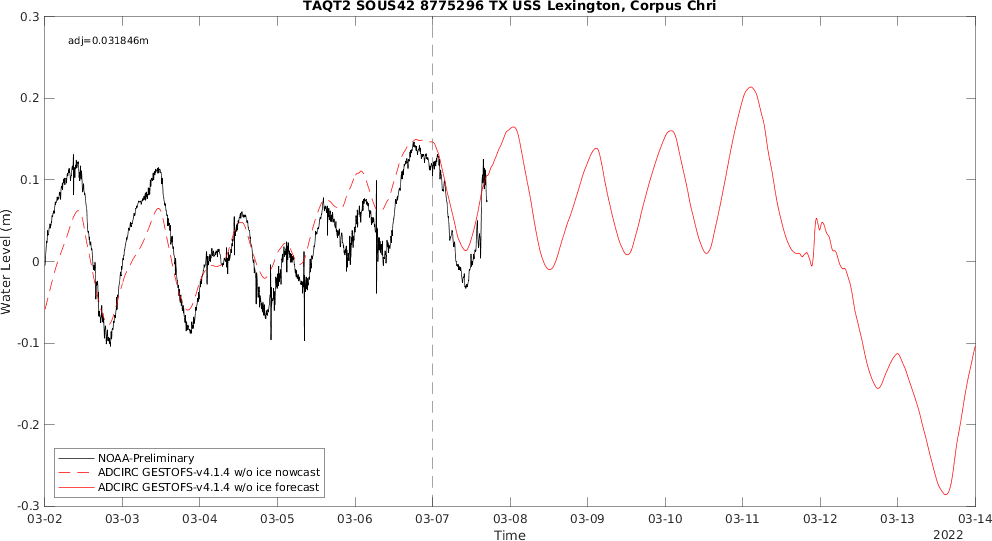 TAQT2 SOUS42 8775296 TX USS Lexington, Corpus Chri
adj=0.031846m
0.3
0.2
0.1
0
-0.1
-0.2
-0.3
Water Level (m)
NOAA-Preliminary
ADCIRC GESTOFS-v4.1.4 w/o ice nowcast
ADCIRC GESTOFS-v4.1.4 w/o ice forecast
03-02 03-03 03-04 03-05 03-06 03-07 03-08 03-09 03-10 03-11 03-12 03-13 03-14
Time
2022